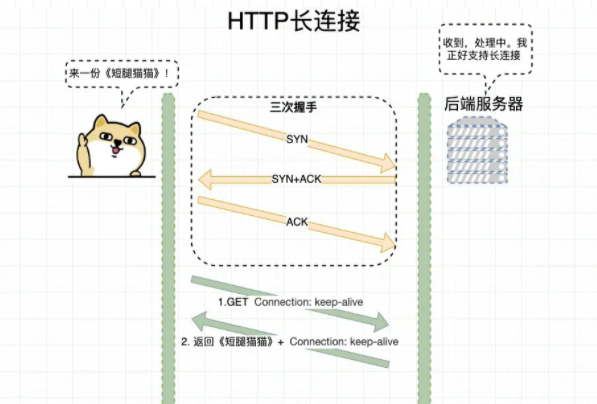 HTTP长连接
来一份《短腿猫猫》!
收到,处理中。我
正好支持长连接
后端服务器
三次握手
SYN
SYN+ACK
ACK
1.GET Connection: keep-alive
2. 返回《短腿猫猫》+ Connection: keep-alive